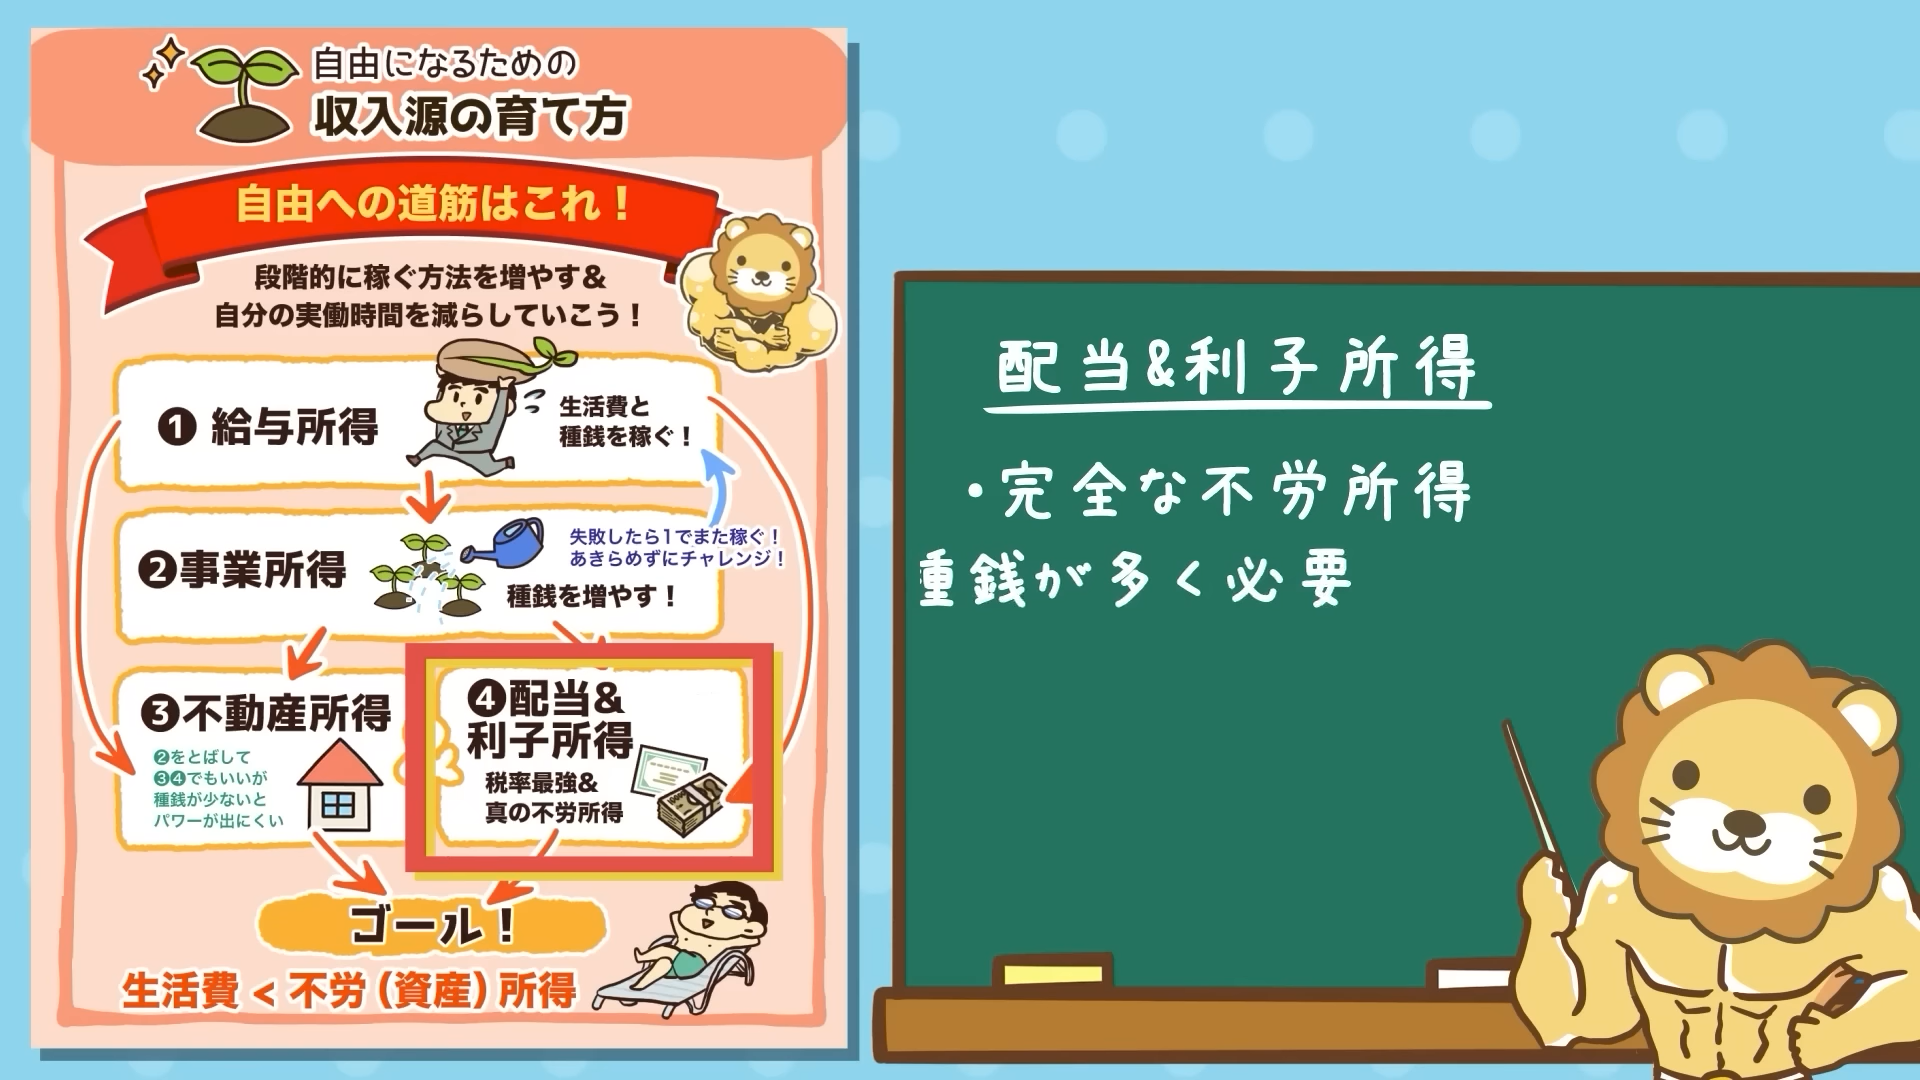 自由になるための
収入源の育て方
自由への道筋はこれ！
段階的に稼ぐ方法を増やす＆
自分の実働時間を減らしていこう！
❶ 給与所得
生活費と
種銭を稼ぐ！
❷事業所得
失敗したら1でまた稼ぐ！
あきらめずにチャレンジ！
種銭を増やす！
❸不動産所得
❷をとばして
❸❹でもいいが
種銭が少ないと
パワーが出にくい
❹配当＆
利子所得
税率最強＆
真の不労所得
ゴール！
生活費 < 不労（資産）所得
配当&利子所得
・完全な不労所得
種銭が多く必要